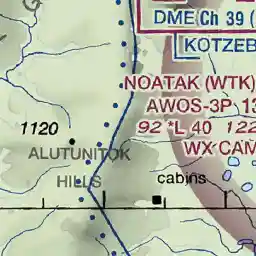 DME Ch 39 (
KOTZEB
NOATAK (WTK)
AWOS-3P 13
92 *L 40 122
WX CAM
1120
ALUTUNITOK
HILLS
cabins